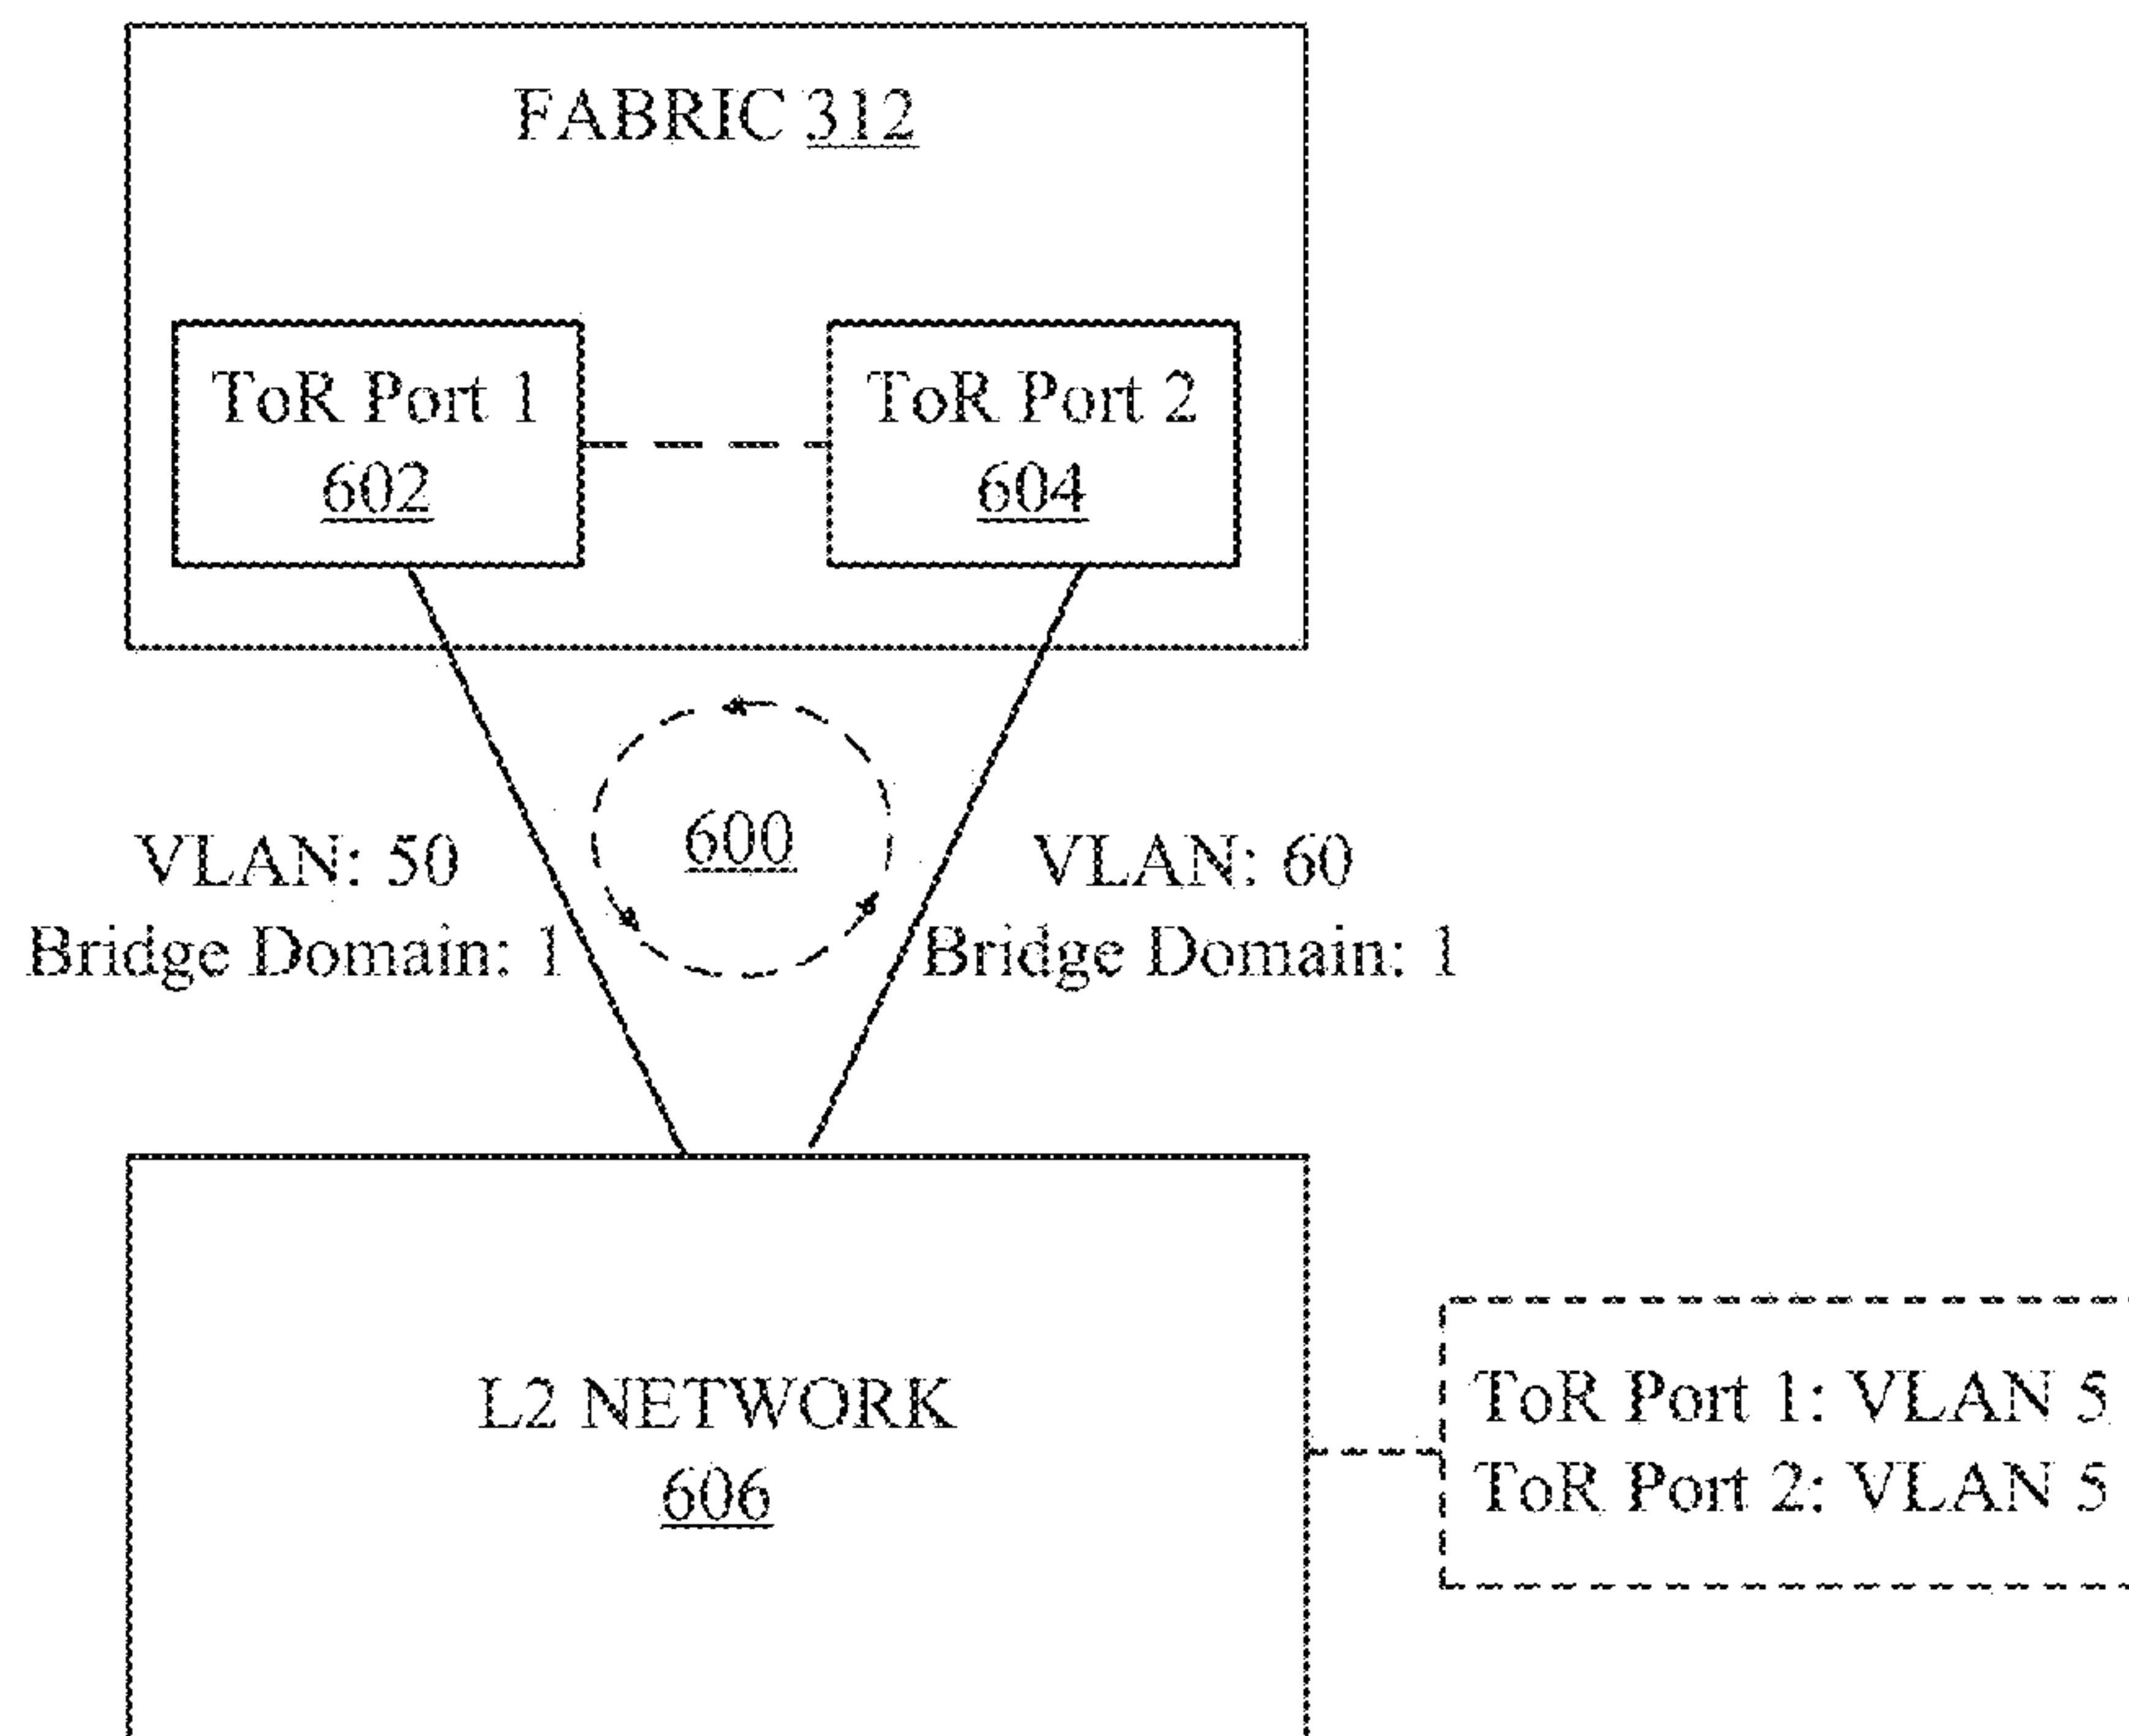 FABRIC 312
ToR Port 1
602
ToR Port 2
604
600
VLAN: 50
Bridge Domain: 1
VLAN: 60
Bridge Domain: 1
L2 NETWORK
606
ToR Port 1: VLAN 5
ToR Port 2: VLAN 5